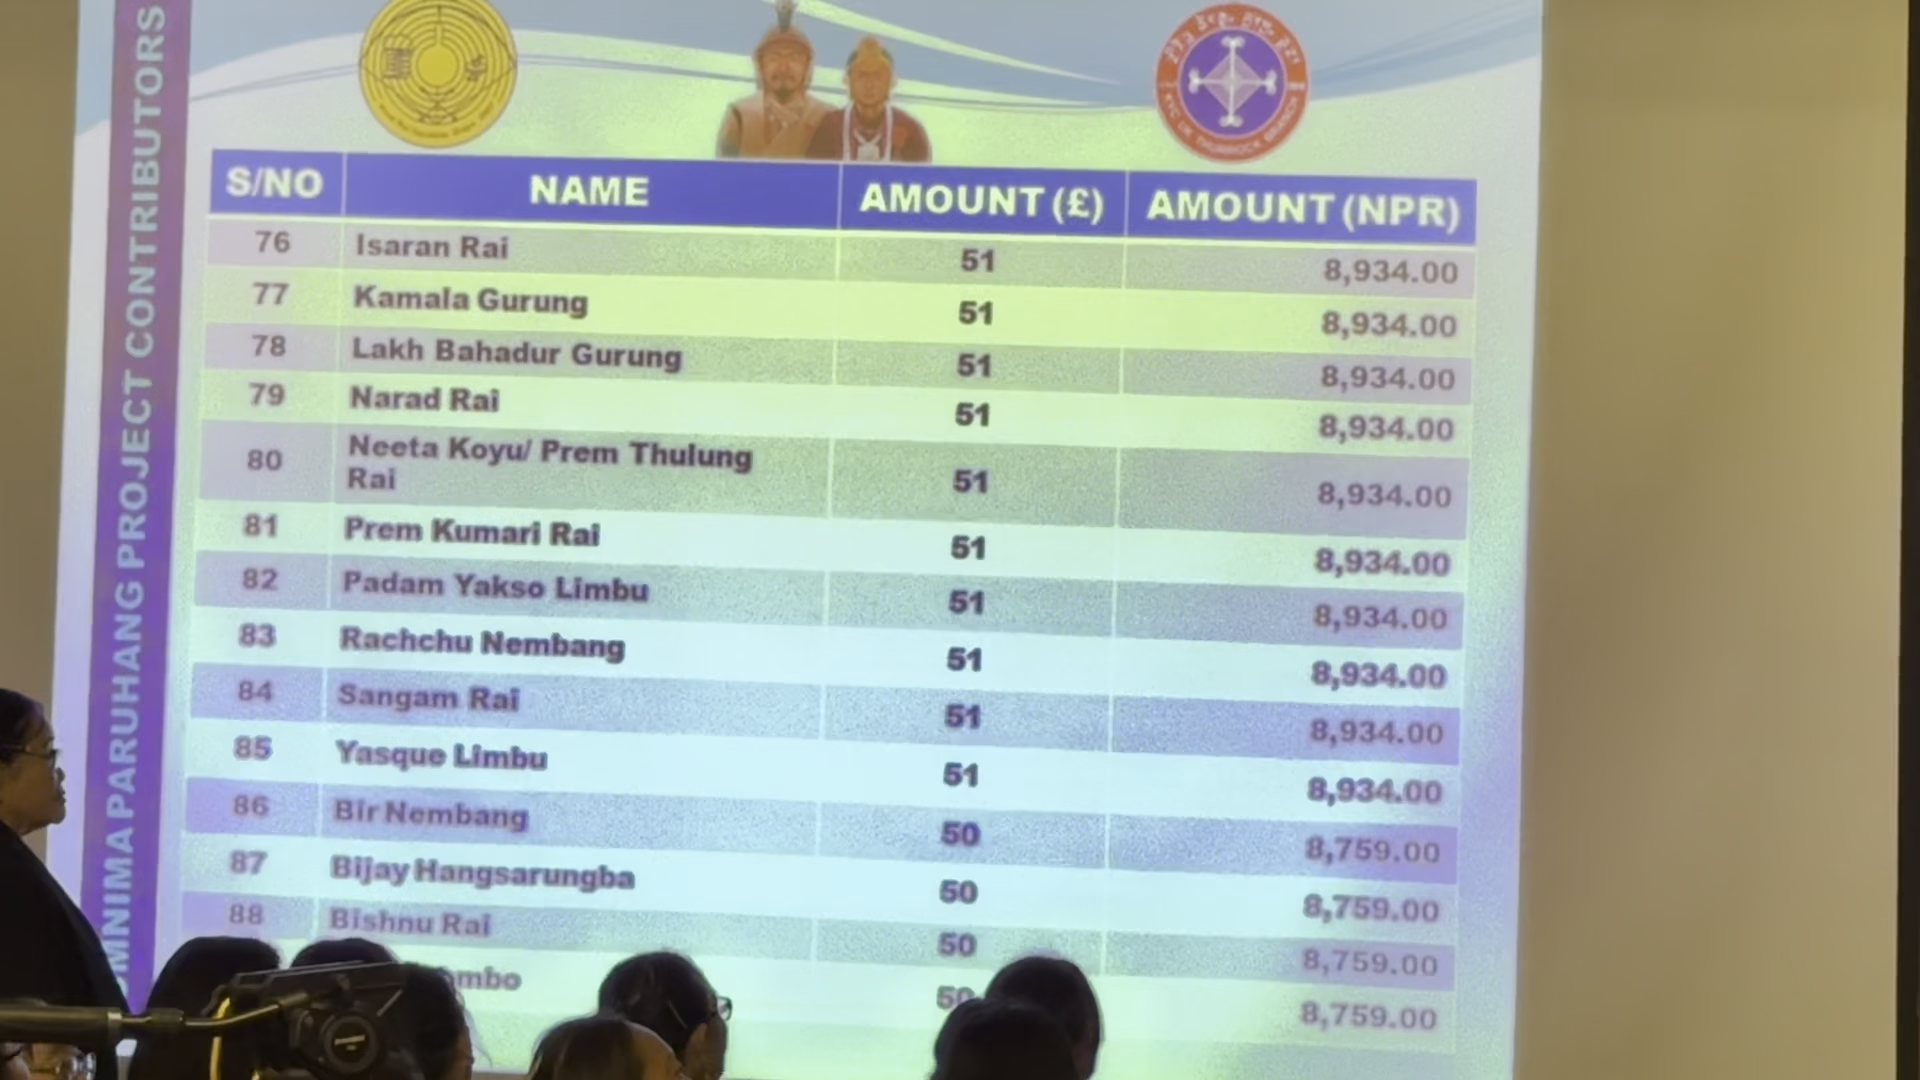 PARUHANG PROJECT CONTRIBUTORS
KYRC UK THURROCK BRANCH
S/NO NAME AMOUNT (£) AMOUNT (NPR)
76 Isaran Rai 51 8,934.00
77 Kamala Gurung 51 8,934.00
78 Lakh Bahadur Gurung 51 8,934.00
79 Narad Rai 51 8,934.00
80 Neeta Koyu/ Prem Thulung
Rai 51 8,934.00
81 Prem Kumari Rai 51 8,934.00
82 Padam Yakso Limbu 51 8,934.00
83 Rachchu Nembang 51 8,934.00
84 Sangam Rai 51 8,934.00
85 Yasque Limbu 51 8,934.00
86 Bir Nembang 50 8,759.00
87 Bijay Hangsarungba 50 8,759.00
88 Bishnu Rai 50 8,759.00
50 8,759.00